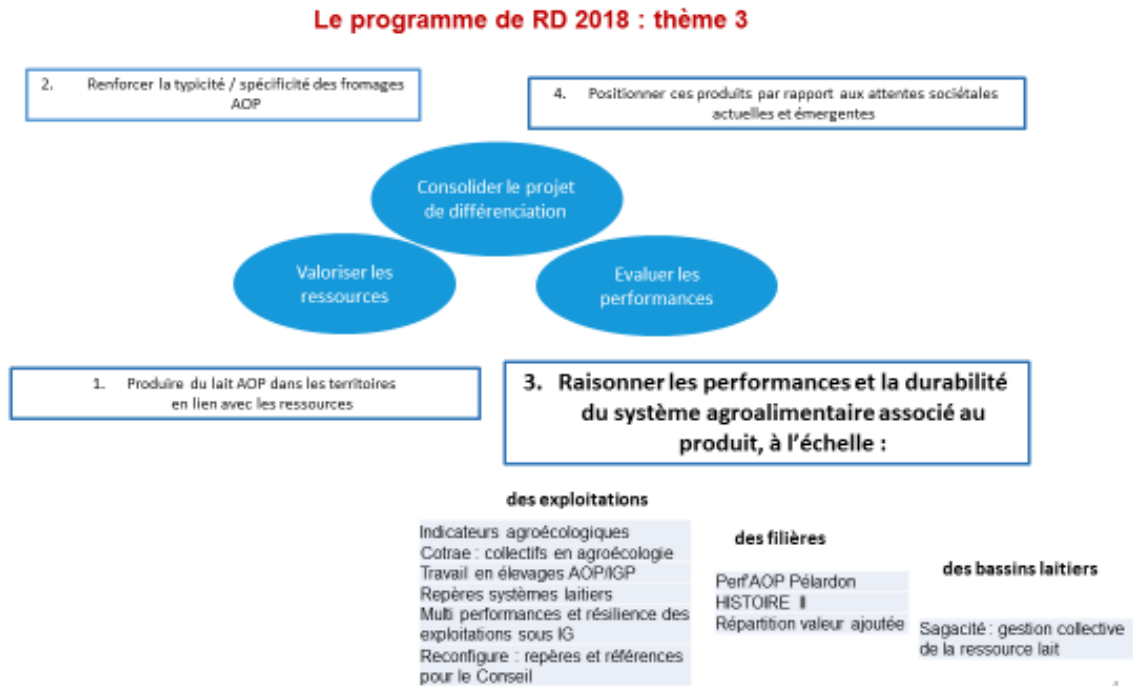 Le programme de RD 2018 : thème 3
2. Renforcer la typicité / spécificité des fromages
AOP
4. Positionner ces produits par rapport aux attentes sociétales
actuelles et émergentes
Consolider le projet
de différenciation
Valoriser les
ressources
Evaluer les
performances
1. Produire du lait AOP dans les territoires
en lien avec les ressources
3. Raisonner les performances et la durabilité
du système agroalimentaire associé au
produit, à l'échelle :
des exploitations
Indicateurs agroécologiques
Cotrae : collectifs en agroécologie
Travail en élevages AOP/IGP
Repères systèmes laitiers
Multi performances et résilience des
exploitations sous IG
Reconfigure : repères et références
pour le Conseil
des filières
Perf'AOP Pélardon
HISTOIRE II
Répartition valeur ajoutée
des bassins laitiers
Sagacité : gestion collective
de la ressource lait